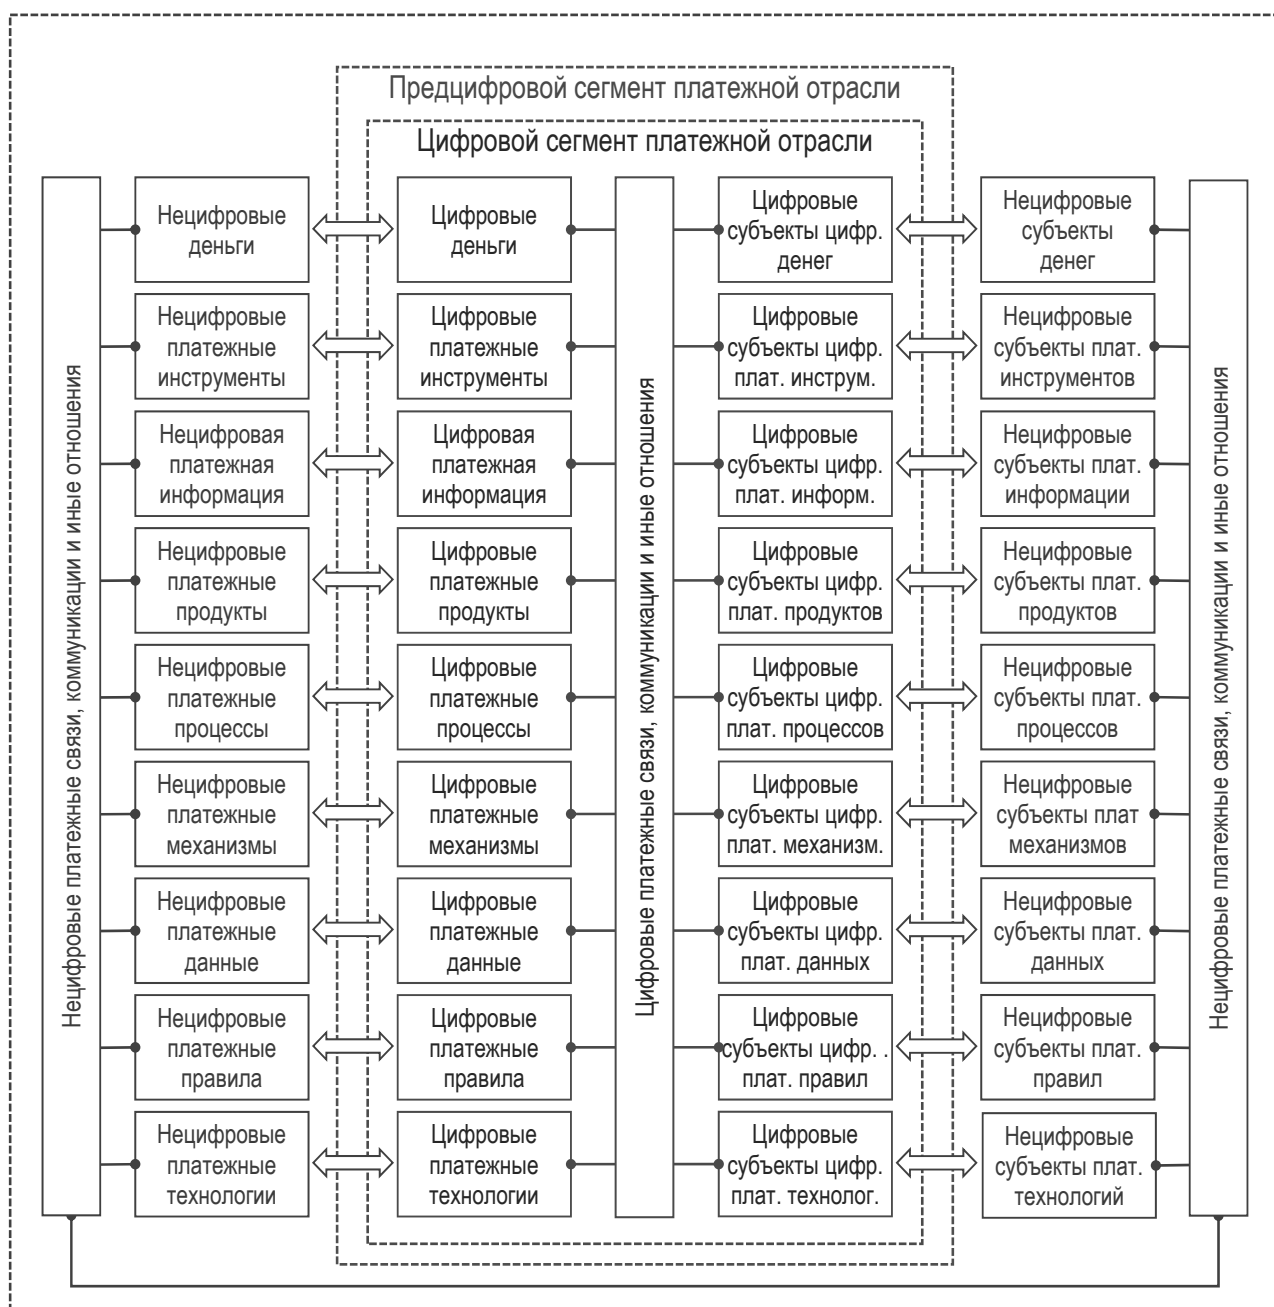 Предцифровой сегмент платежной отрасли
Цифровой сегмент платежной отрасли
Нецифровые платежные связи, коммуникации и иные отношения
Нецифровые
деньги
Цифровые
деньги
Цифровые платежные связи, коммуникации и иные отношения
Цифровые
субъекты цифр.
денег
Нецифровые
субъекты
денег
Нецифровые платежные связи, коммуникации и иные отношения
Нецифровые
платежные
инструменты
Цифровые
платежные
инструменты
Цифровые
субъекты цифр.
плат. инструм.
Нецифровые
субъекты плат.
инструментов
Нецифровая
платежная
информация
Цифровая
платежная
информация
Цифровые
субъекты цифр.
плат. информ.
Нецифровые
субъекты плат.
информации
Нецифровые
платежные
продукты
Цифровые
платежные
продукты
Цифровые
субъекты цифр.
плат. продуктов
Нецифровые
субъекты плат.
продуктов
Нецифровые
платежные
процессы
Цифровые
платежные
процессы
Цифровые
субъекты цифр.
плат. процессов
Нецифровые
субъекты плат.
процессов
Нецифровые
платежные
механизмы
Цифровые
платежные
механизмы
Цифровые
субъекты цифр.
плат. механизм.
Нецифровые
субъекты плат
механизмов
Нецифровые
платежные
данные
Цифровые
платежные
данные
Цифровые
субъекты цифр.
плат. данных
Нецифровые
субъекты плат.
данных
Нецифровые
платежные
правила
Цифровые
платежные
правила
Цифровые
субъекты цифр. .
плат. правил
Нецифровые
субъекты плат.
правил
Нецифровые
платежные
технологии
Цифровые
платежные
технологии
Цифровые
субъекты цифр.
плат. технолог.
Нецифровые
субъекты плат.
технологий